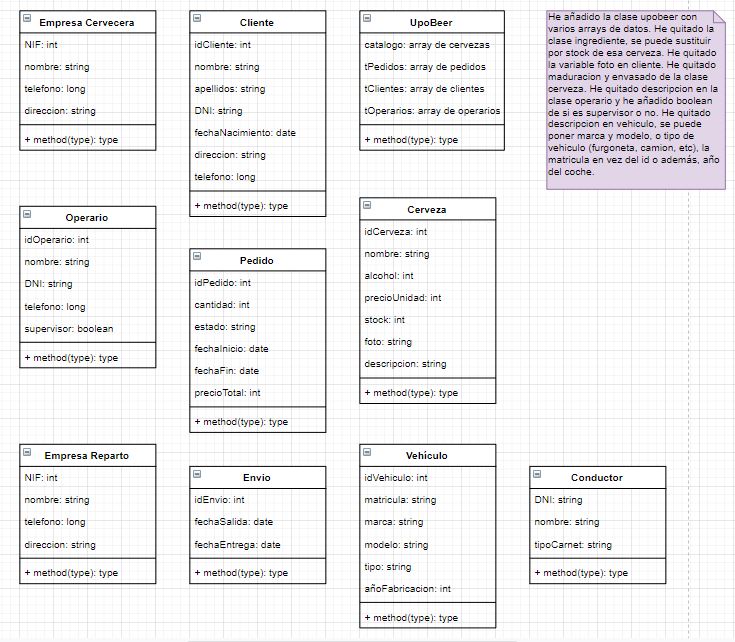 Empresa Cervecera
NIF: int
nombre: string
telefono: long
direccion: string
+ method(type): type
Cliente
idCliente: int
nombre: string
apellidos: string
DNI: string
fechaNacimiento: date
direccion: string
telefono: long
+ method(type): type
UpoBeer
catalogo: array de cervezas
tPedidos: array de pedidos
tClientes: array de clientes
tOperarios: array de operarios
+ method(type): type
He añadido la clase upobeer con
varios arrays de datos. He quitado la
clase ingrediente, se puede sustituir
por stock de esa cerveza. He quitado
la variable foto en cliente. He quitado
maduracion y envasado de la clase
cerveza. He quitado descripcion en la
clase operario y he añadido boolean
de si es supervisor o no. He quitado
descripcion en vehiculo, se puede
poner marca y modelo, o tipo de
vehiculo (furgoneta, camion, etc), la
matricula en vez del id o además, año
del coche.
Operario
idOperario: int
nombre: string
DNI: string
telefono: long
supervisor: boolean
+ method(type): type
Pedido
idPedido: int
cantidad: int
estado: string
fechaInicio: date
fechaFin: date
precioTotal: int
+ method(type): type
Cerveza
idCerveza: int
nombre: string
alcohol: int
precioUnidad: int
stock: int
foto: string
descripcion: string
+ method(type): type
Empresa Reparto
NIF: int
nombre: string
telefono: long
direccion: string
+ method(type): type
Envio
idEnvio: int
fechaSalida: date
fechaEntrega: date
+ method(type): type
Vehiculo
idVehiculo: int
matricula: string
marca: string
modelo: string
tipo: string
añoFabricacion: int
+ method(type): type
Conductor
DNI: string
nombre: string
tipoCarnet: string
+ method(type): type